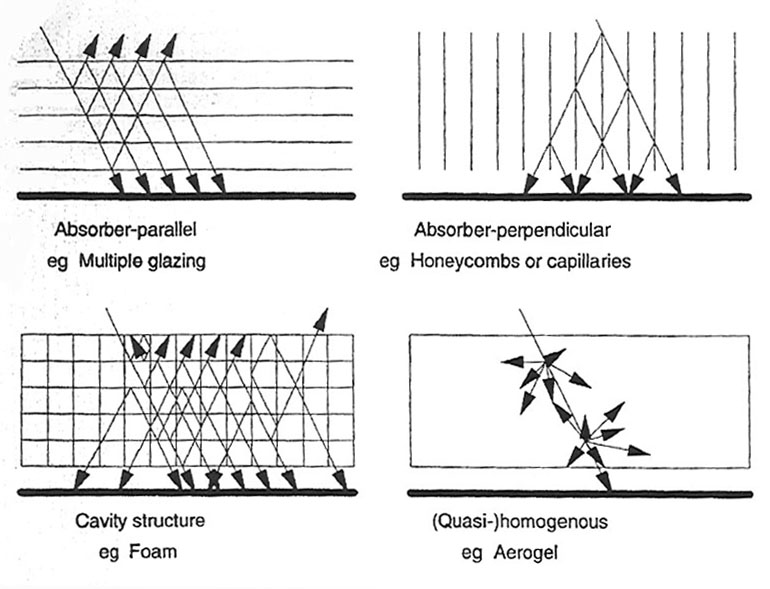 Absorber-parallel
eg Multiple glazing
Absorber-perpendicular
eg Honeycombs or capillaries
Cavity structure
eg Foam
(Quasi-)homogenous
eg Aerogel